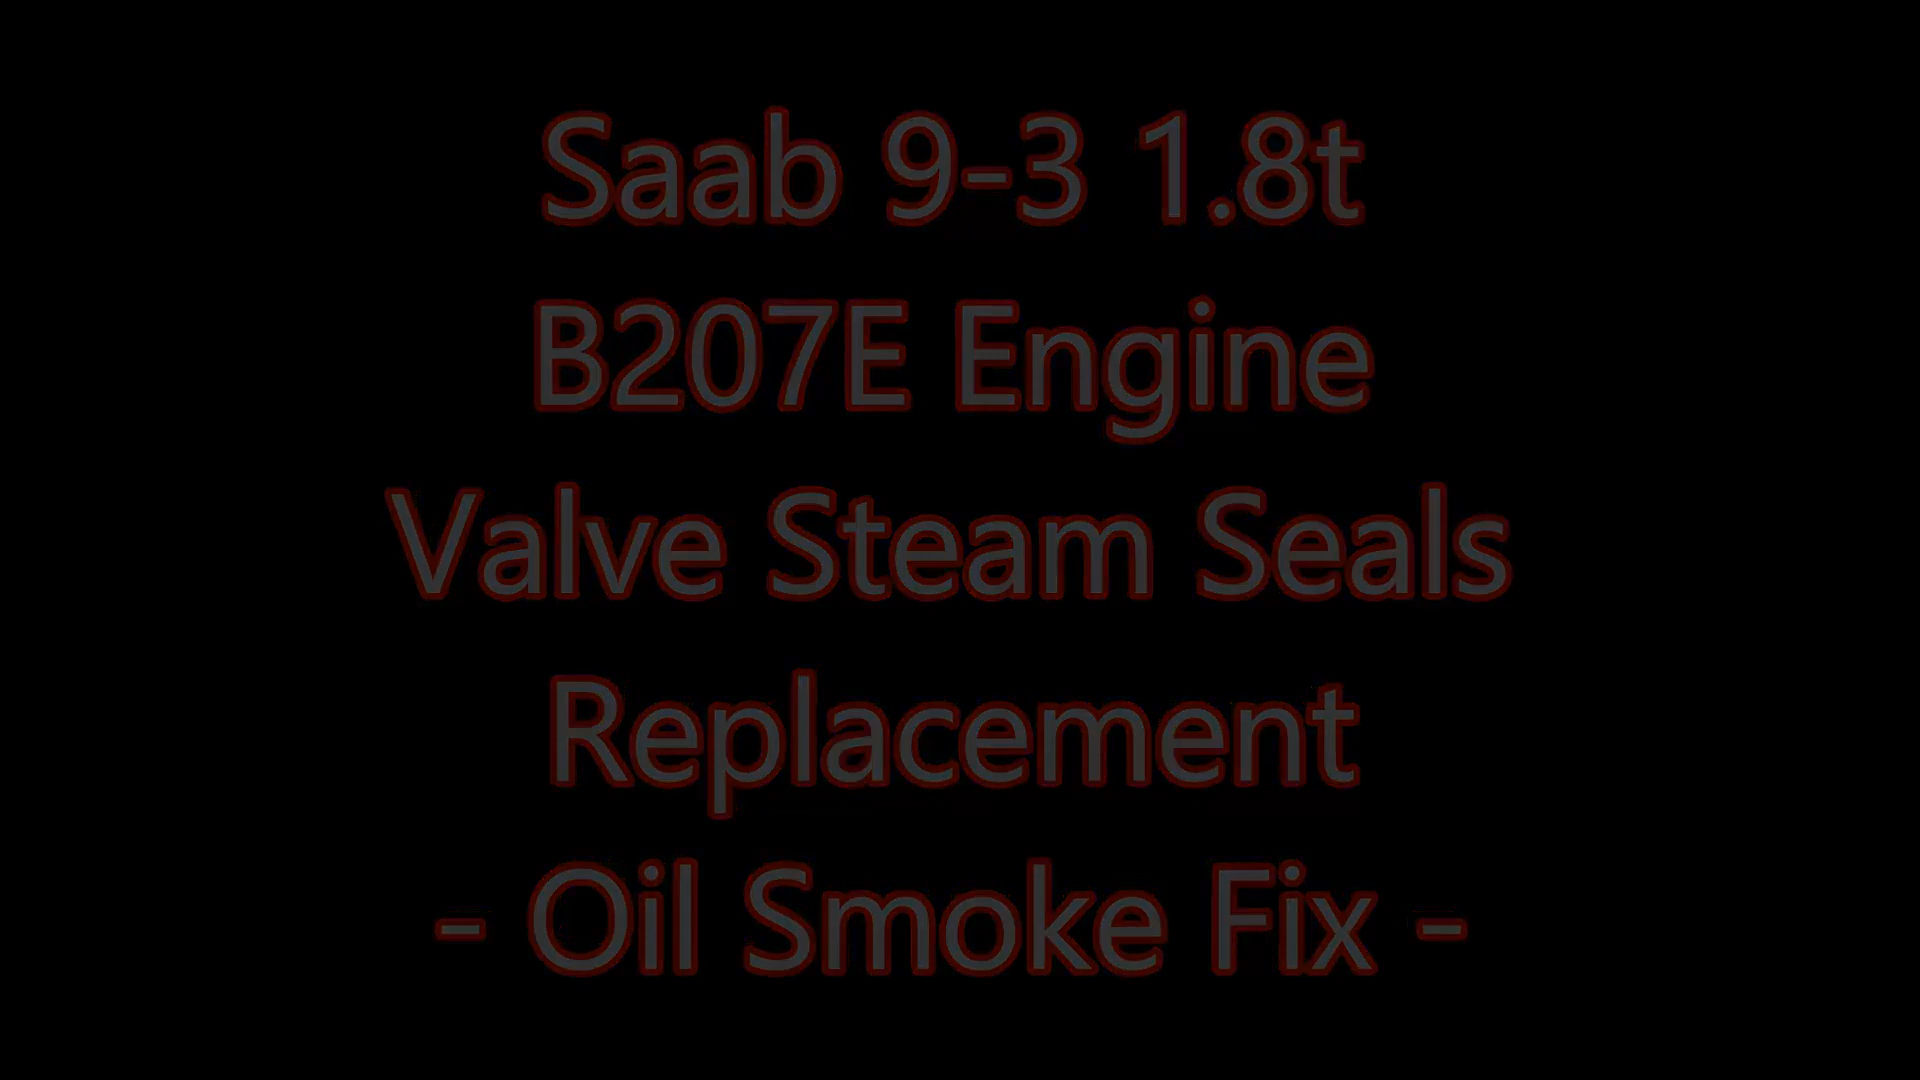 Saab 9-3 1.8t
B207E Engine
Valve Steam Seals
Replacement
- Oil Smoke Fix -